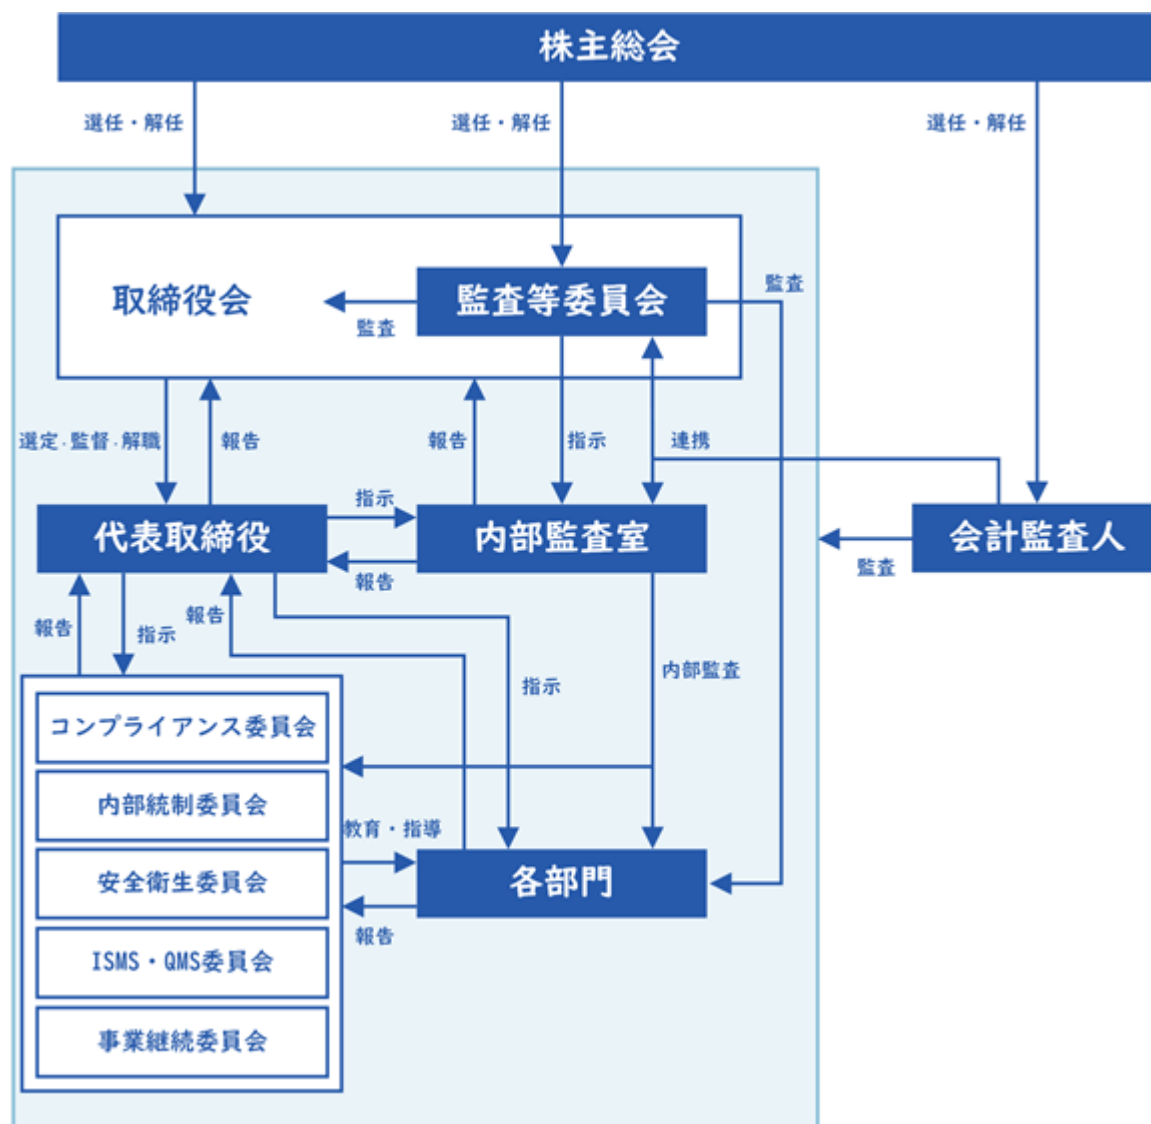 株主総会
選任・解任
選任・解任
選任・解任
取締役会
監査等委員会
監査
監査
選定・監督・解職
報告
報告
指示
連携
代表取締役
指示
報告
内部監査室
会計監査人
監査
報告
指示
報告
指示
内部監査
コンプライアンス委員会
内部統制委員会
安全衛生委員会
ISMS・QMS委員会
事業継続委員会
教育・指導
報告
各部門